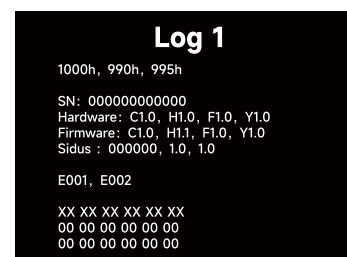 Log 1
1000h, 990h, 995h
SN: 000000000000
Hardware: C1.0, H1.0, F1.0, Y1.0
Firmware: C1.0, H1.1, F1.0, Y1.0
Sidus : 000000, 1.0, 1.0
E001, E002
XX XX XX XX XX XX
00 00 00 00 00 00
00 00 00 00 00 00